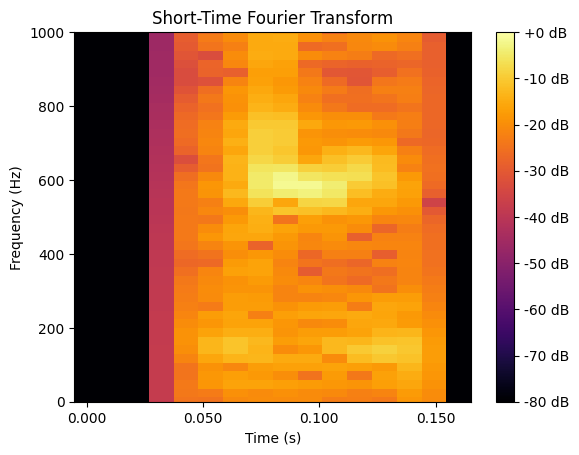 Short-Time Fourier Transform
1000
800
600
400
200
0
Frequency (Hz)
0.000
0.050
0.100
0.150
Time (s)
+0 dB
-10 dB
-20 dB
-30 dB
-40 dB
-50 dB
-60 dB
-70 dB
-80 dB